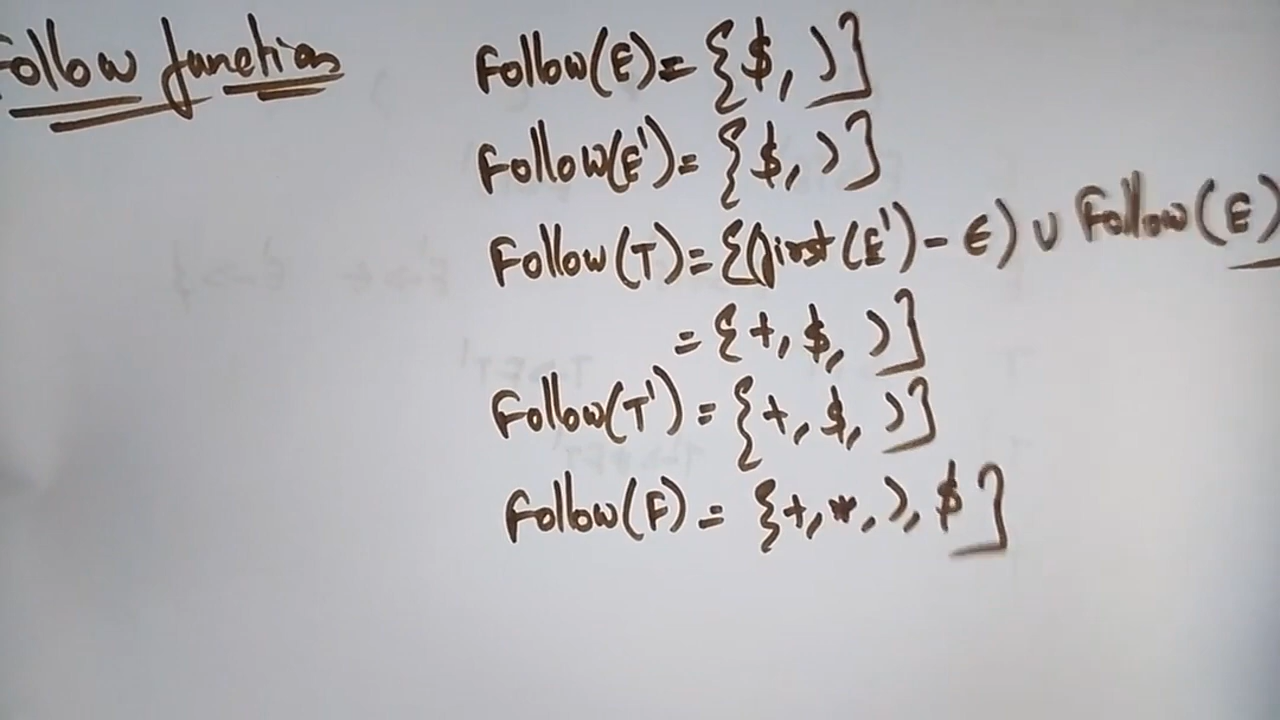 Follow function
Follow(E)= {$, )}
Follow(E')= {$, )}
Follow(T)= {(first(E') - ϵ) ∪ Follow(E)
= {+, $, )}
Follow(T') = {+, $, )}
Follow(F) = {+, *, ), $}